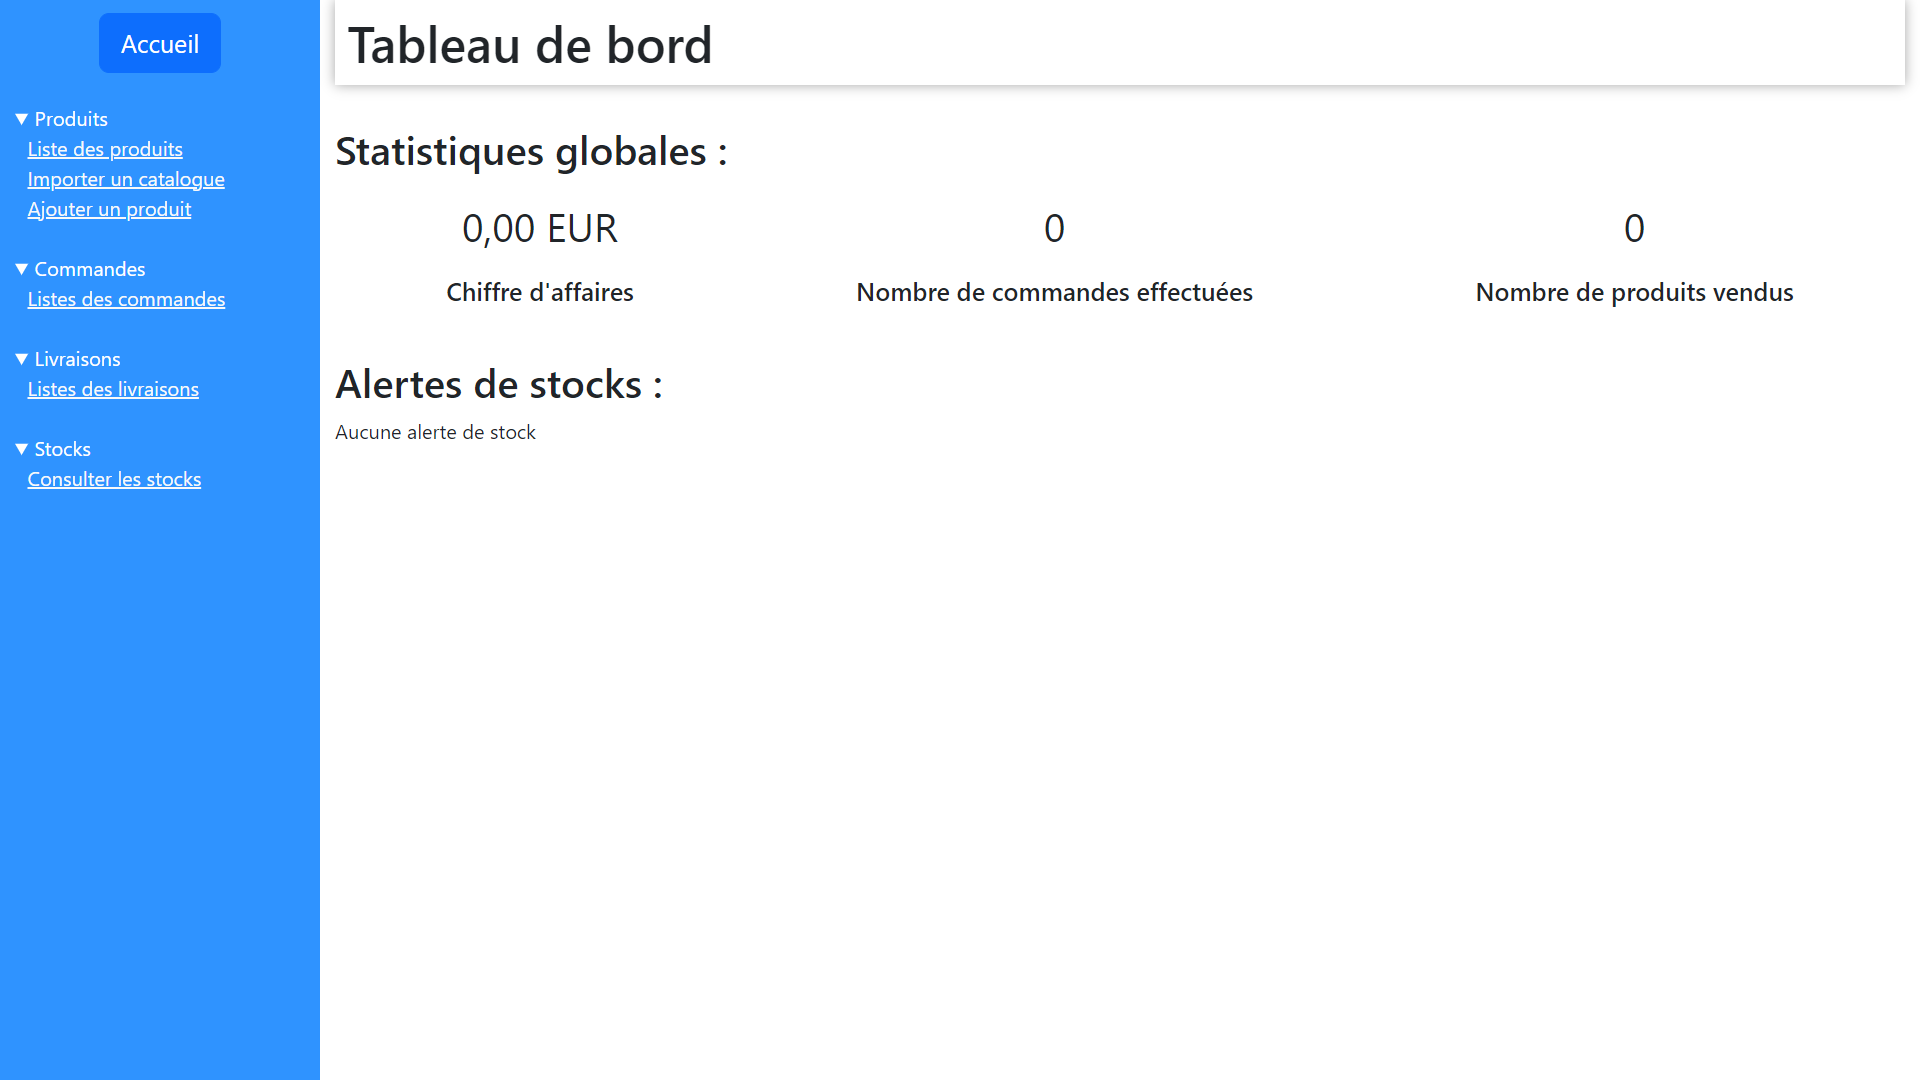 Accueil
▼ Produits
Liste des produits
Importer un catalogue
Ajouter un produit
▼ Commandes
Listes des commandes
▼ Livraisons
Listes des livraisons
▼ Stocks
Consulter les stocks
Tableau de bord
Statistiques globales :
0,00 EUR
Chiffre d'affaires
0
Nombre de commandes effectuées
0
Nombre de produits vendus
Alertes de stocks :
Aucune alerte de stock